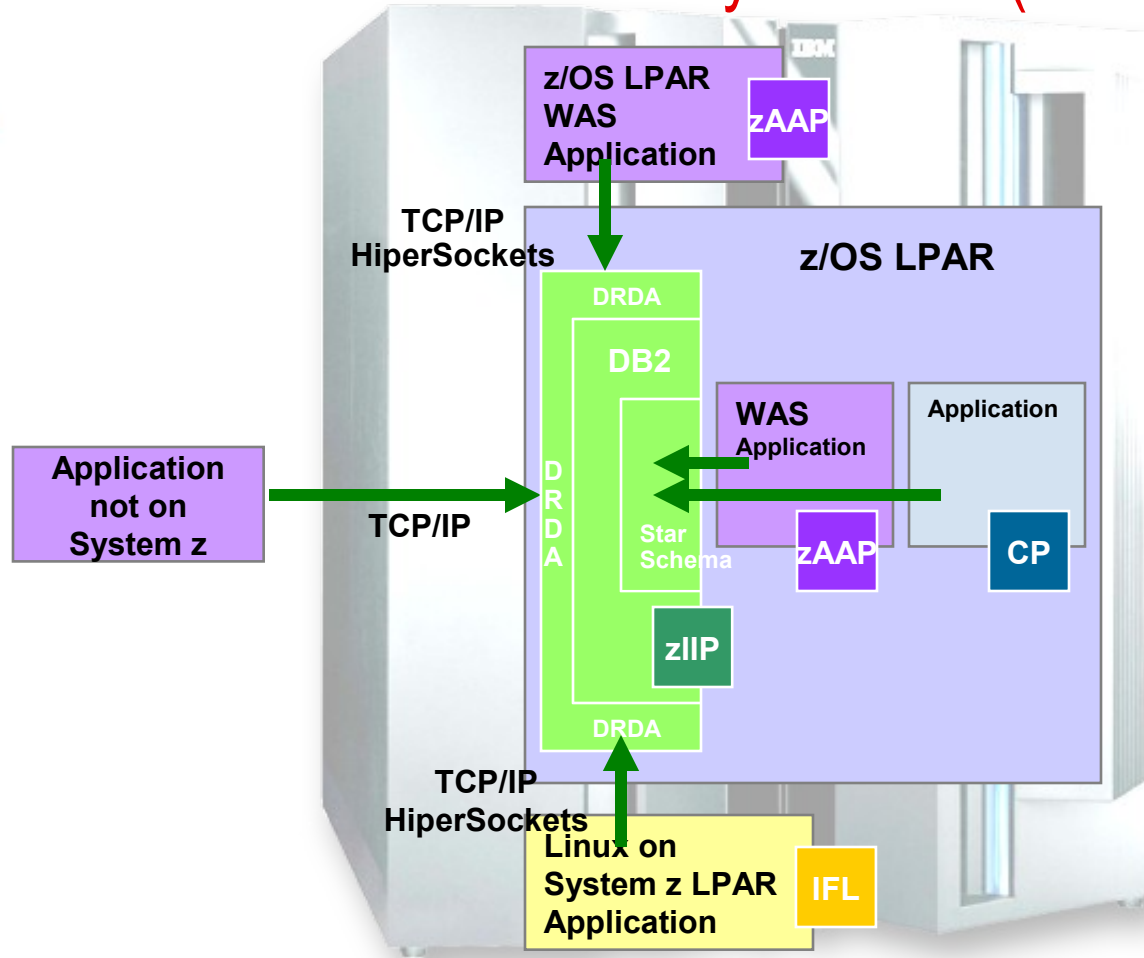 y
(
IBM
z/OS LPAR
WAS
Application
zAAP
TCP/IP
HiperSockets
z/OS LPAR
DRDA
DB2
WAS
Application
Application
Application
not on
System z
TCP/IP
D
R
D
A
Star
Schema
zAAP
CP
zIIP
DRDA
TCP/IP
HiperSockets
Linux on
System z LPAR
Application
IFL